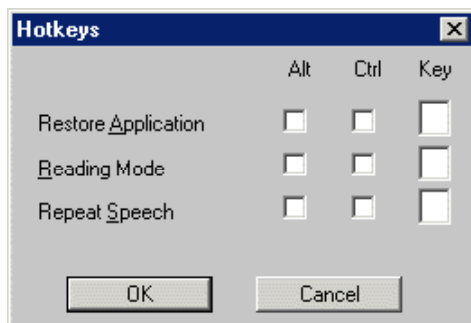 Hotkeys
Alt Ctrl Key
Restore Application
Reading Mode
Repeat Speech
OK Cancel